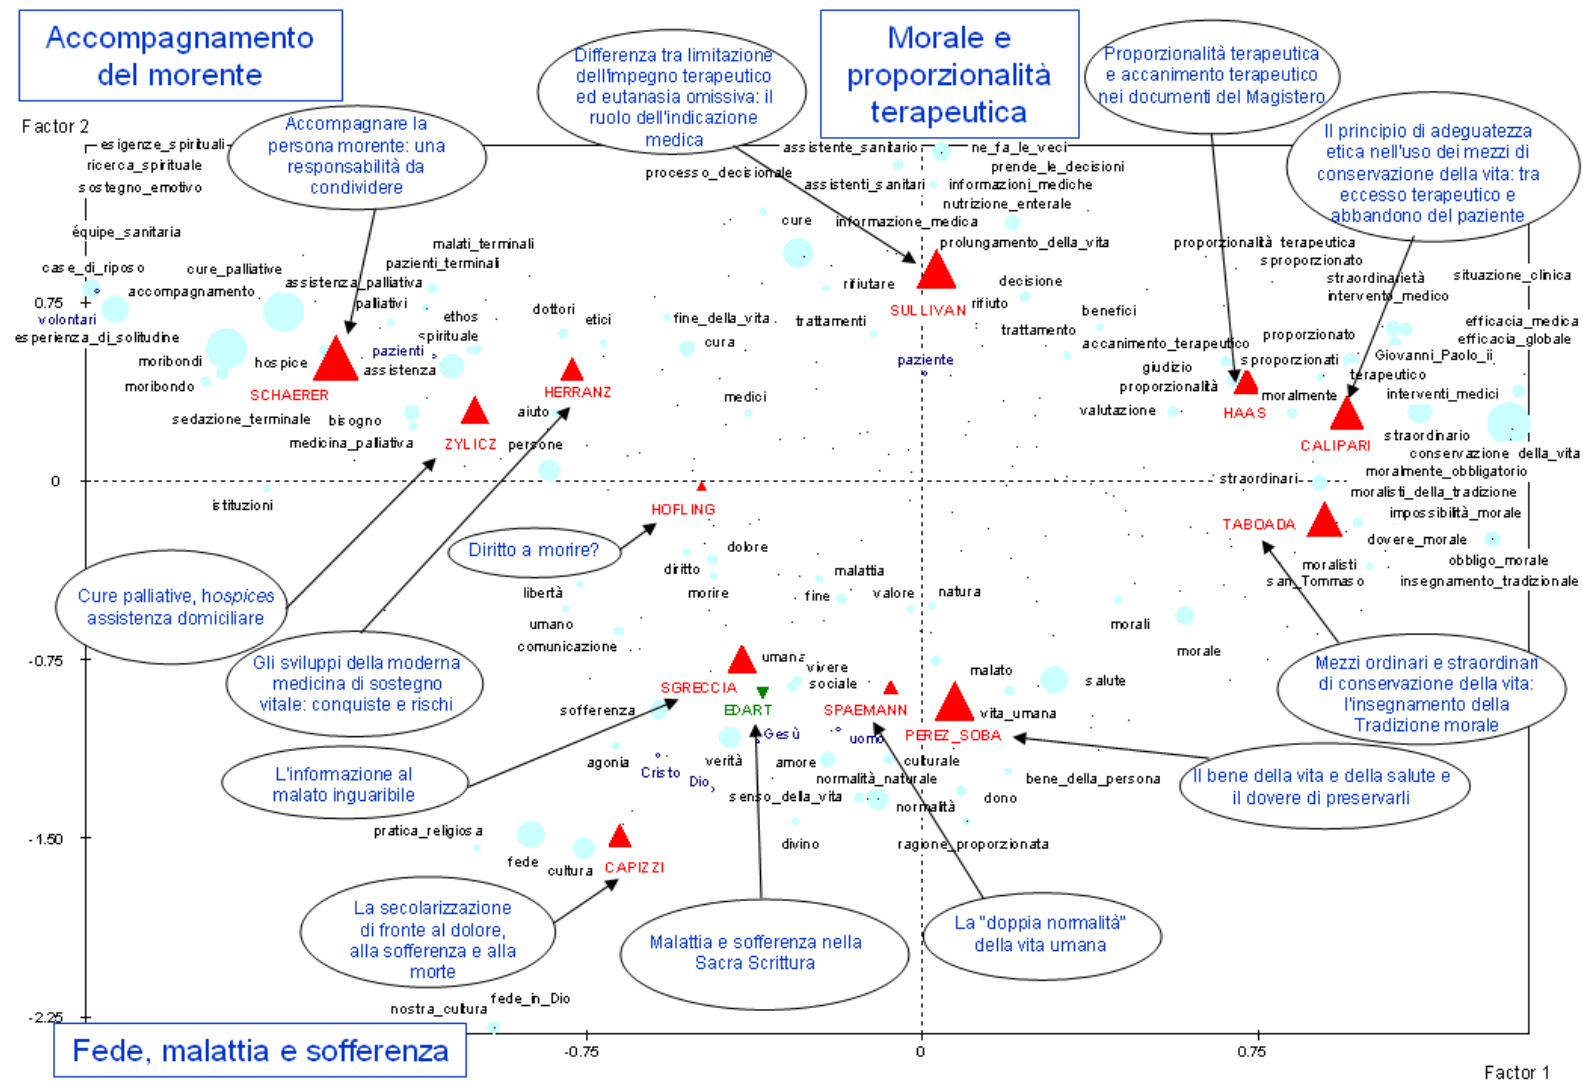 Accompagnamento
del morente
Morale e
proporzionalità
terapeutica
Differenza tra limitazione
dell'impegno terapeutico
ed eutanasia omissiva: il
ruolo dell'indicazione
medica
Proporzionalità terapeutica
e accanimento terapeutico
nei documenti del Magistero
Il principio di adeguatezza
etica nell'uso dei mezzi di
conservazione della vita: tra
eccesso terapeutico e
abbandono del paziente
Accompagnare la
persona morente: una
responsabilità da
condividere
Factor 2
esigenze_spirituali
ricerca_spirituale
sostegno_emotivo
équipe_sanitaria
case_di_riposo
cure_palliative
accompagnamento
assistenza_palliativa
malati_terminali
pazienti_terminali
palliativi
0.75
volontari
esperienza_di_solitudine
moribondi
moribondo
hospice
pazienti
assistenza
ethos
spirituale
dottori
etici
SCHAERER
HERRANZ
ZYLICZ
sedazione_terminale
bisogno
medicina_palliativa
aiuto
persone
processo_decisionale
assistente_sanitario
ne_fa_le_veci
prende_le_decisioni
assistenti_sanitari
informazioni_mediche
nutrizione_enterale
cure
informazione_medica
prolungamento_della_vita
rifiutare
SULLIVAN
rifiuto
decisione
fine_della_vita
trattamenti
trattamento
benefici
cura
paziente
medici
accanimento_terapeutico
giudizio
proporzionalità
valutazione
proporzionalità terapeutica
sproporzionato
straordinarietà
intervento_medico
situazione_clinica
efficacia_medica
efficacia_globale
proporzionato
sproporzionati
Giovanni_Paolo_ii
terapeutico
HAAS
moralmente
interventi_medici
CALIPARI
straordinario
conservazione della_vita
0
istituzioni
HOFLING
straordinari
moralmente_obbligatorio
moralisti_della_tradizione
TABOADA
impossibilità_morale
dovere_morale
obbligo_morale
moralisti
san_Tommaso
insegnamento_tradizionale
Diritto a morire?
dolore
diritto
morire
libertà
umano
comunicazione
malattia
fine
valore
natura
morali
morale
Cure palliative, hospices
assistenza domiciliare
Gli sviluppi della moderna
medicina di sostegno
vitale: conquiste e rischi
-0.75
umana
vivere
sociale
SGRECCIA
EDART
SPAEMANN
malato
salute
vita_umana
PEREZ_SOBA
sofferenza
Gesù
uomo
agonia
Cristo
Dio
verità
amore
culturale
normalità_naturale
senso_della_vita
normalità
dono
bene_della_persona
divino
ragione_proporzionata
Mezzi ordinari e straordinari
di conservazione della vita:
l'insegnamento della
Tradizione morale
L'informazione al
malato inguaribile
Il bene della vita e della salute e
il dovere di preservarli
-1.50
pratica_religiosa
fede
cultura
CAPIZZI
La secolarizzazione
di fronte al dolore,
alla sofferenza e alla
morte
Malattia e sofferenza nella
Sacra Scrittura
La "doppia normalità"
della vita umana
nostra_cultura
fede_in_Dio
-2.25
Fede, malattia e sofferenza
-0.75
0
0.75
Factor 1